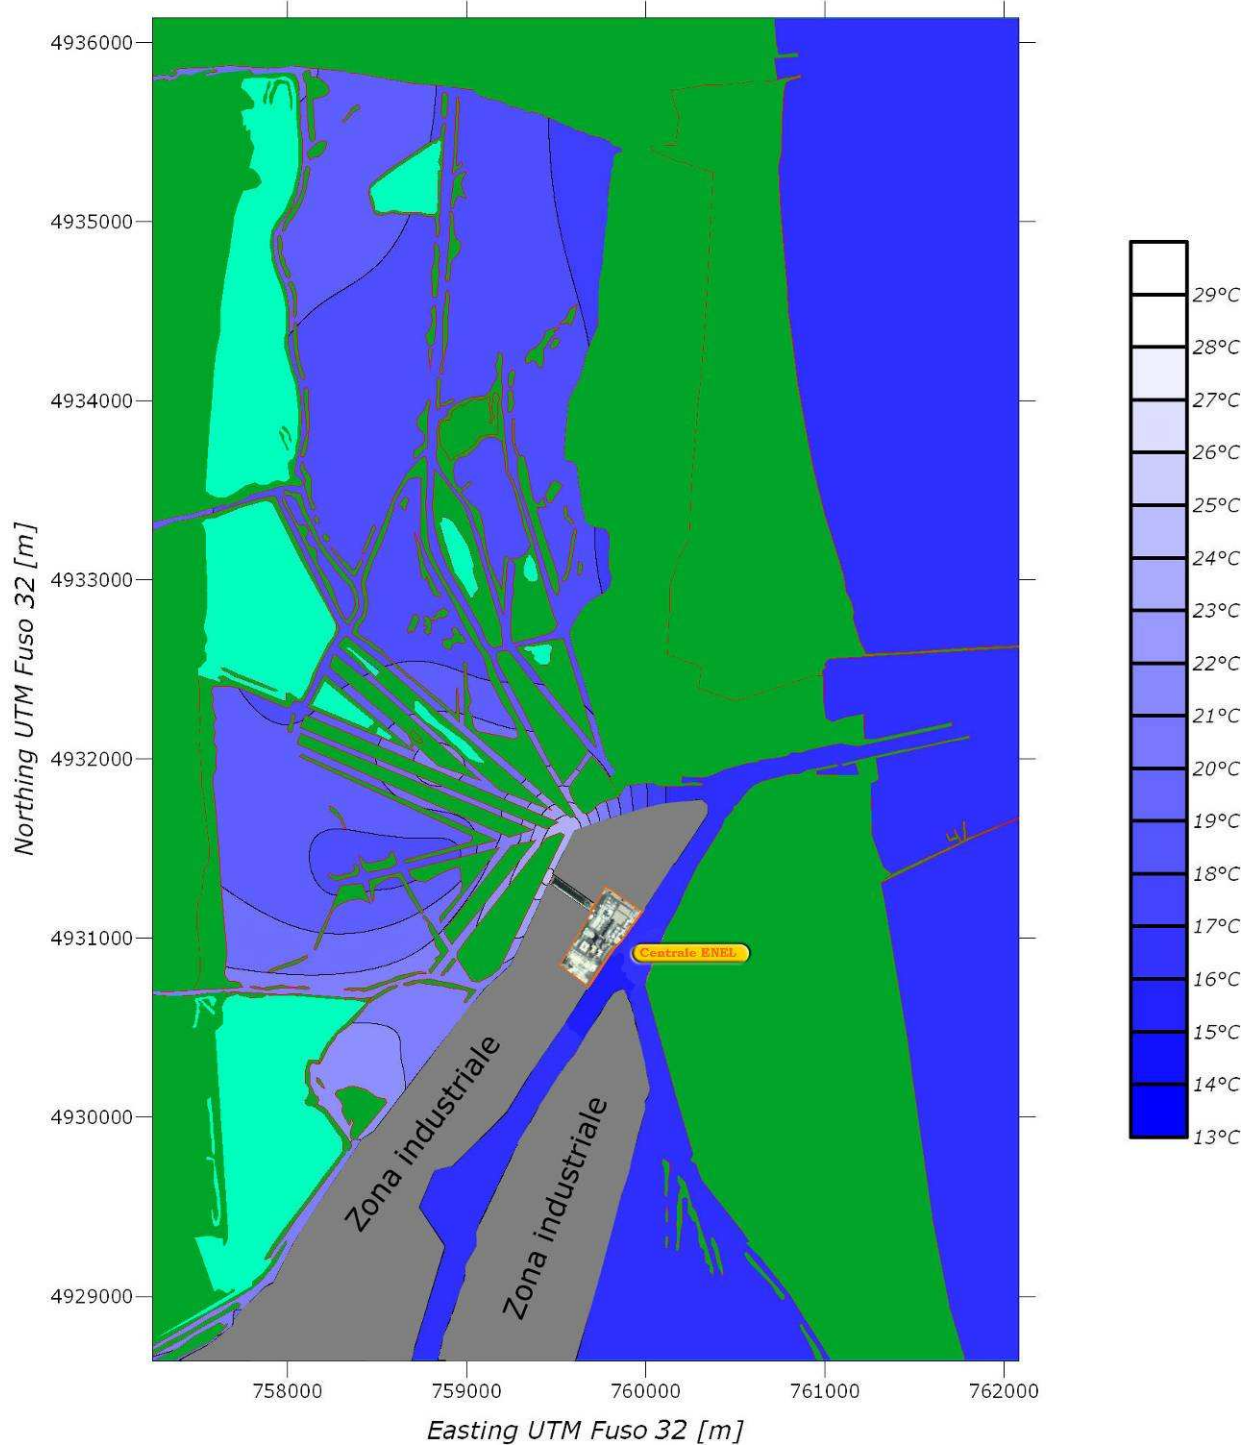 4936000
4935000
4934000
4933000
4932000
4931000
4930000
4929000
Northing UTM Fuso 32 [m]
758000
759000
760000
761000
762000
Easting UTM Fuso 32 [m]
Centrale ENEL
Zona industriale
Zona industriale
29°C
28°C
27°C
26°C
25°C
24°C
23°C
22°C
21°C
20°C
19°C
18°C
17°C
16°C
15°C
14°C
13°C